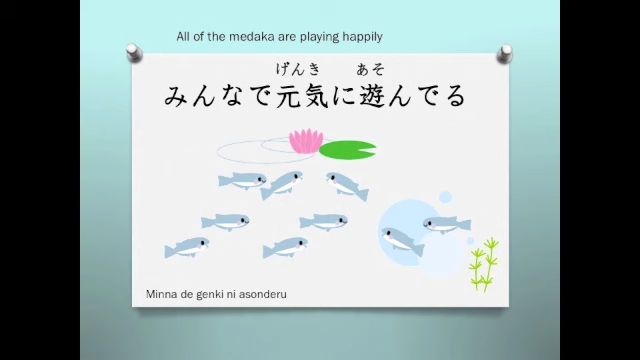 All of the medaka are playing happily
げんき あそ
みんなで元気に遊んでる
Minna de genki ni asonderu